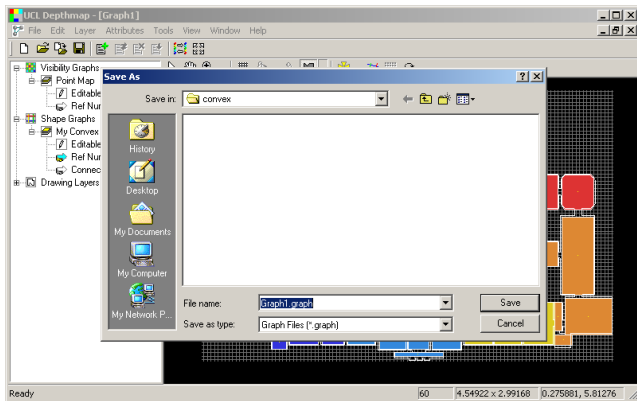 UCL Depthmap - [Graph1]
File Edit Layer Attributes Tools View Window Help
Visibility Graphs
Point Map
Editable
Ref Nur
Shape Graphs
My Convex
Editable
Ref Nur
Connec
Drawing Layers
Save As
Save in: convex
History
Desktop
My Documents
My Computer
My Network P...
File name: Graph1.graph Save
Save as type: Graph Files (*.graph) Cancel
Ready 60 4.54922 x 2.99168 0.275881, 5.81276